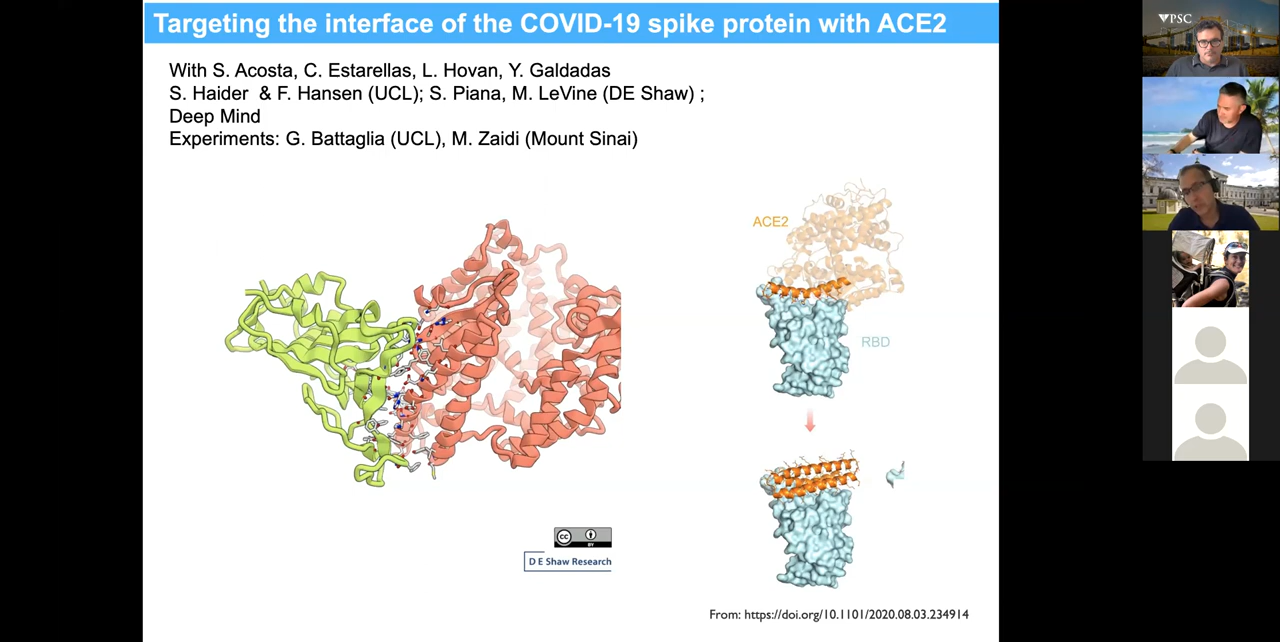 Targeting the interface of the COVID-19 spike protein with ACE2
With S. Acosta, C. Estarellas, L. Hovan, Y. Galdadas
S. Haider & F. Hansen (UCL); S. Piana, M. LeVine (DE Shaw) ;
Deep Mind
Experiments: G. Battaglia (UCL), M. Zaidi (Mount Sinai)
ACE2
RBD
cc
BY
D E Shaw Research
From: https://doi.org/10.1101/2020.08.03.234914
PSC